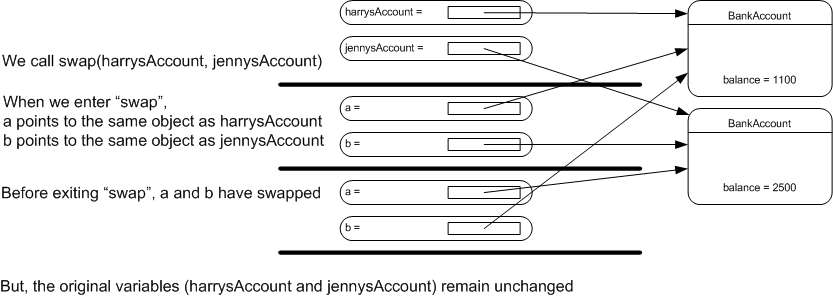 harrysAccount =
BankAccount
jennysAccount =
We call swap(harrysAccount, jennysAccount)
balance = 1100
When we enter “swap”,
a =
a points to the same object as harrysAccount
BankAccount
b points to the same object as jennysAccount
b =
Before exiting “swap”, a and b have swapped
a =
balance = 2500
b =
But, the original variables (harrysAccount and jennysAccount) remain unchanged